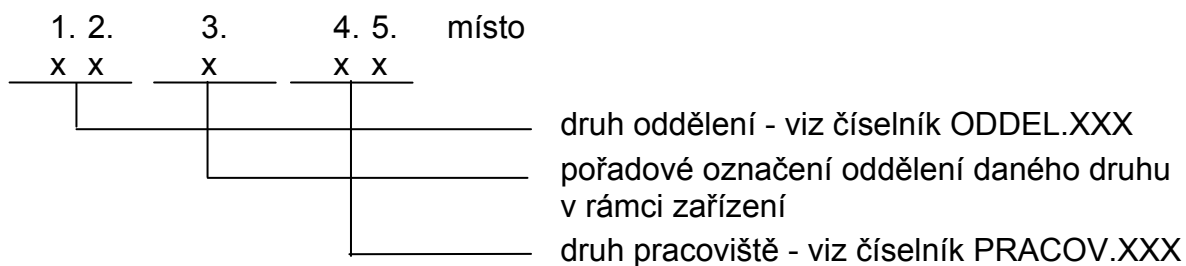 1. 2. 3. 4. 5. místo
x x x x x
druh oddělení - viz číselník ODDEL.XXX
pořadové označení oddělení daného druhu
v rámci zařízení
druh pracoviště - viz číselník PRACOV.XXX